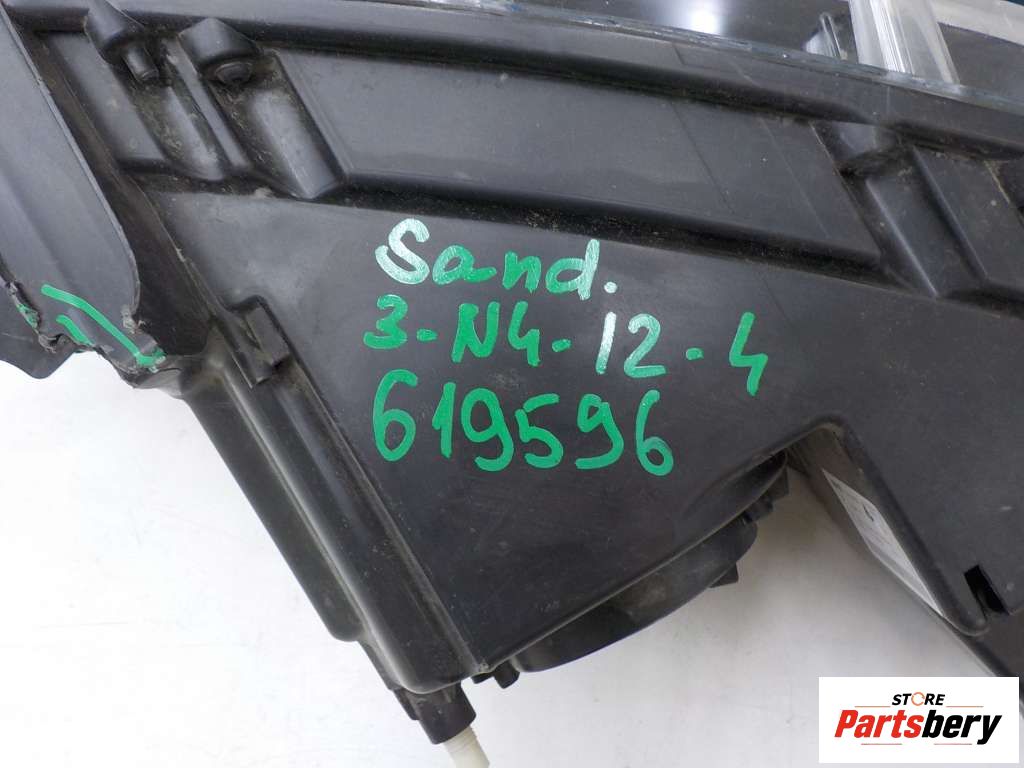 Sand.
3-N4-12-4
619596
STORE
Partsbery